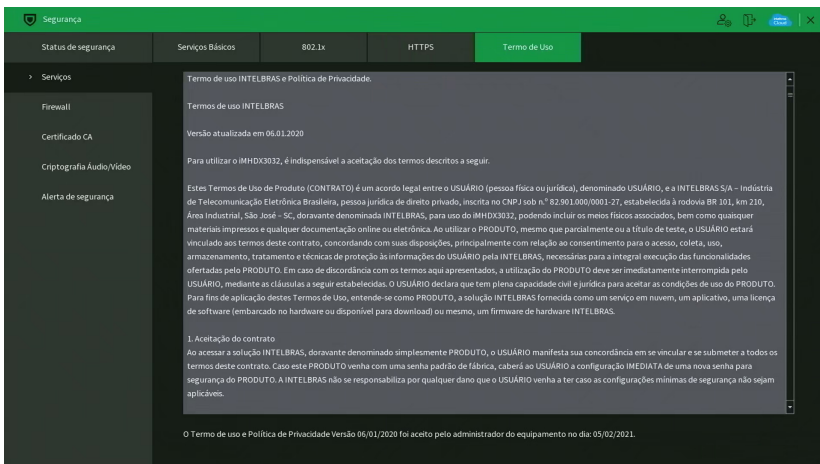 Segurança
Status de segurança
Serviços Básicos
802.1x
HTTPS
Termo de Uso
Serviços
Firewall
Certificado CA
Criptografia Áudio/Vídeo
Alerta de segurança
Termo de uso INTELBRAS e Política de Privacidade.
Termos de uso INTELBRAS
Versão atualizada em 06.01.2020
Para utilizar o iMHDX3032, é indispensável a aceitação dos termos descritos a seguir.
Estes Termos de Uso de Produto (CONTRATO) é um acordo legal entre o USUÁRIO (pessoa física ou jurídica), denominado USUÁRIO, e a INTELBRAS S/A – Indústria
de Telecomunicação Eletrônica Brasileira, pessoa jurídica de direito privado, inscrita no CNPJ sob n.º 82.901.000/0001-27, estabelecida à rodovia BR 101, km 210,
Área Industrial, São José – SC, doravante denominada INTELBRAS, para uso do iMHDX3032, podendo incluir os meios físicos associados, bem como quaisquer
materiais impressos e qualquer documentação online ou eletrônica. Ao utilizar o PRODUTO, mesmo que parcialmente ou a título de teste, o USUÁRIO estará
vinculado aos termos deste contrato, concordando com suas disposições, principalmente com relação ao consentimento para o acesso, coleta, uso,
armazenamento, tratamento e técnicas de proteção às informações do USUÁRIO pela INTELBRAS, necessárias para a integral execução das funcionalidades
ofertadas pelo PRODUTO. Em caso de discordância com os termos aqui apresentados, a utilização do PRODUTO deve ser imediatamente interrompida pelo
USUÁRIO, mediante as cláusulas a seguir estabelecidas. O USUÁRIO declara que tem plena capacidade civil e jurídica para aceitar as condições de uso do PRODUTO.
Para fins de aplicação destes Termos de Uso, entende-se como PRODUTO, a solução INTELBRAS fornecida como um serviço em nuvem, um aplicativo, uma licença
de software (embarcado no hardware ou disponível para download) ou mesmo, um firmware de hardware INTELBRAS.
1. Aceitação do contrato
Ao acessar a solução INTELBRAS, doravante denominado simplesmente PRODUTO, o USUÁRIO manifesta sua concordância em se vincular e se submeter a todos os
termos deste contrato. Caso este PRODUTO venha com uma senha padrão de fábrica, caberá ao USUÁRIO a configuração IMEDIATA de uma nova senha para
segurança do PRODUTO. A INTELBRAS não se responsabiliza por qualquer dano que o USUÁRIO venha a ter caso as configurações mínimas de segurança não sejam
aplicáveis.
O Termo de uso e Política de Privacidade Versão 06/01/2020 foi aceito pelo administrador do equipamento no dia: 05/02/2021.